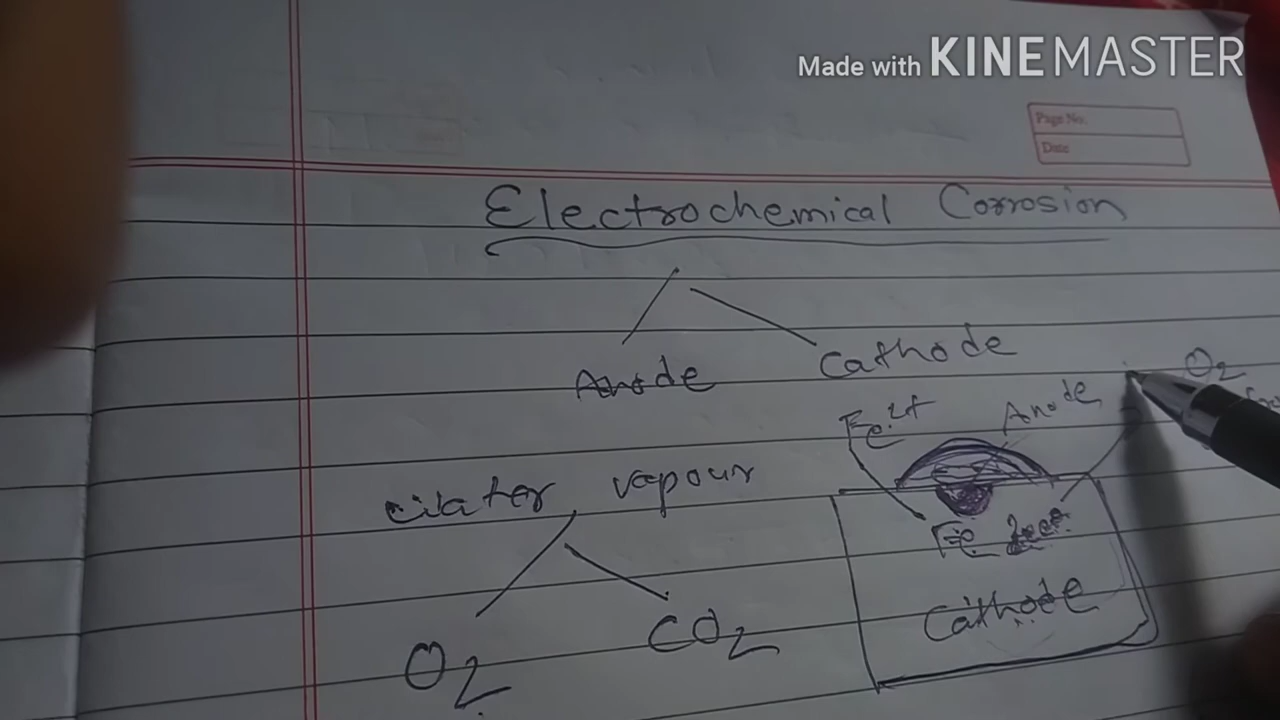 Made with KINEMASTER
Page No.
Date
Electrochemical Corrosion
Anode Cathode
O2
Fe2+ Anode
water vapour
Fe
Cathode
O2 CO2